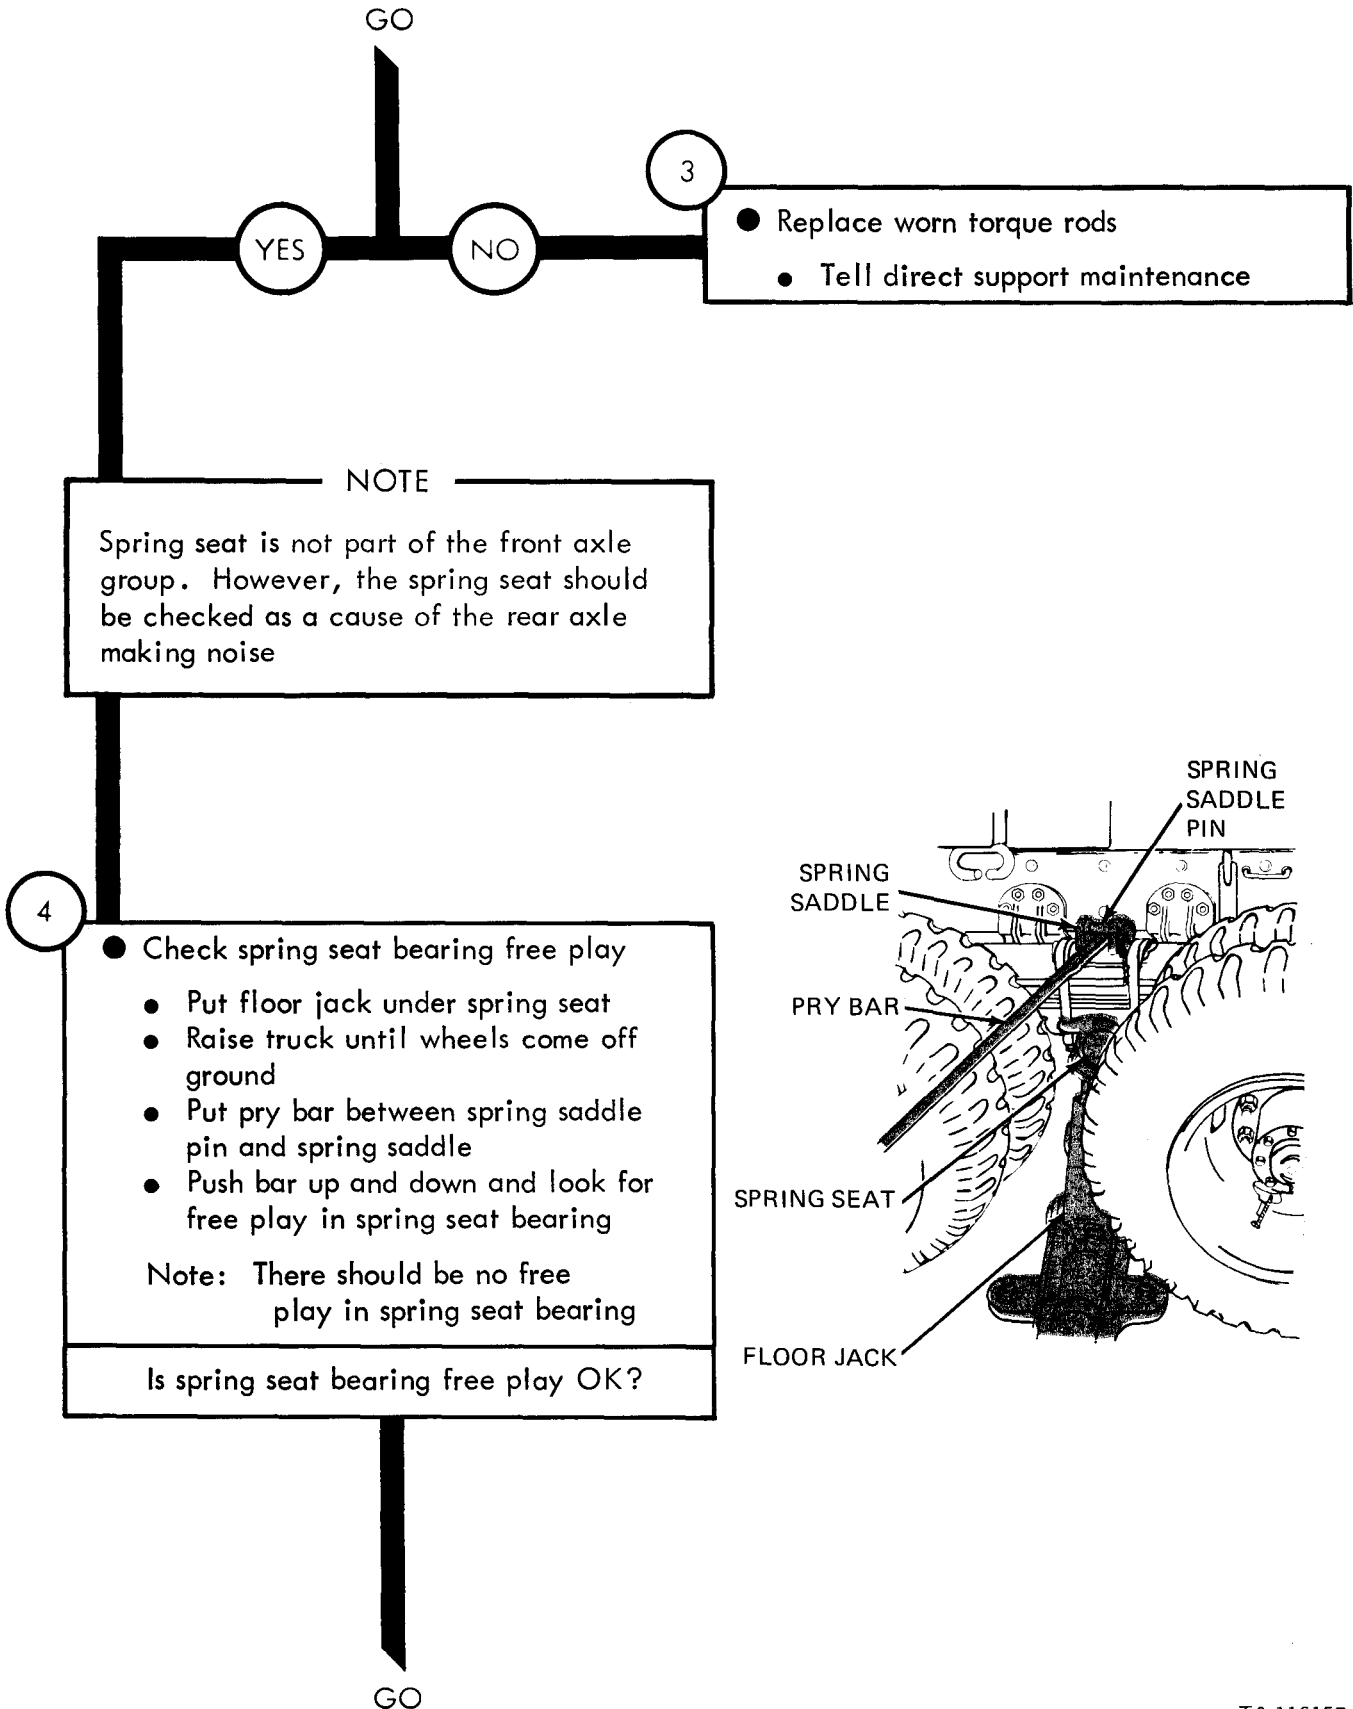 GO
3
YES
NO
● Replace worn torque rods
● Tell direct support maintenance
NOTE
Spring seat is not part of the front axle
group. However, the spring seat should
be checked as a cause of the rear axle
making noise
4
● Check spring seat bearing free play
● Put floor jack under spring seat
● Raise truck until wheels come off
ground
● Put pry bar between spring saddle
pin and spring saddle
● Push bar up and down and look for
free play in spring seat bearing
Note: There should be no free
play in spring seat bearing
Is spring seat bearing free play OK?
SPRING
SADDLE
PIN
SPRING
SADDLE
PRY BAR
SPRING SEAT
FLOOR JACK
GO